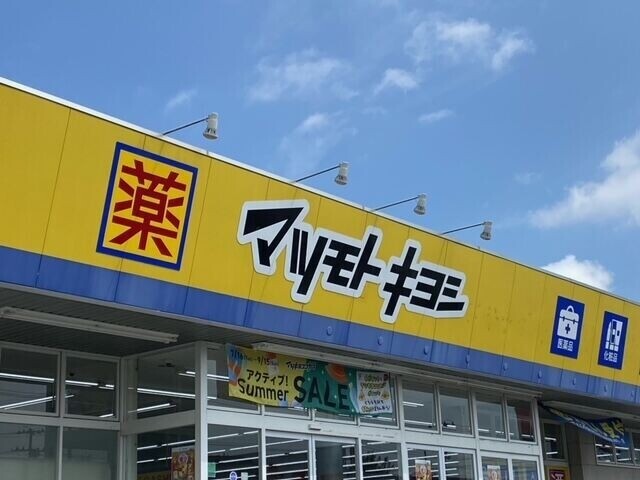 薬
マツモトキヨシ
医薬品
化粧品
アクティブ!
Summer SALE